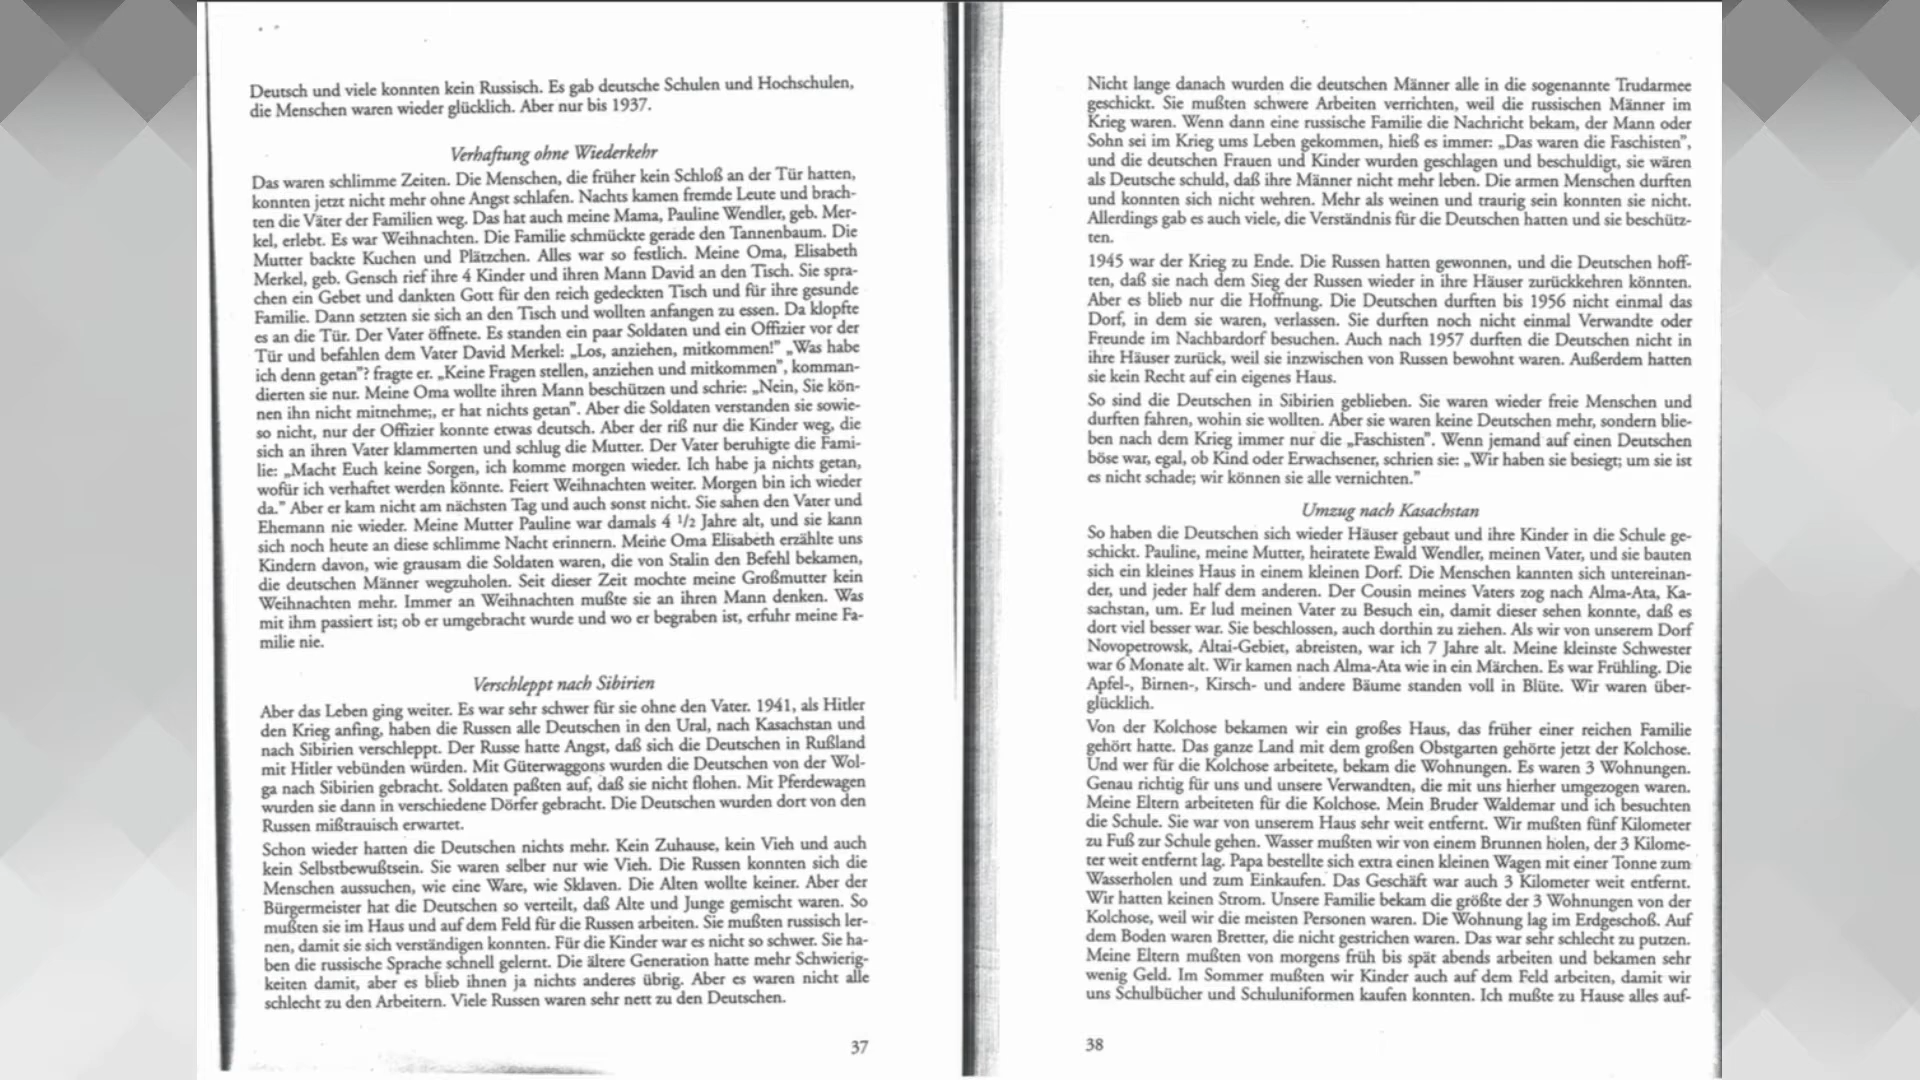 Deutsch und viele konnten kein Russisch. Es gab deutsche Schulen und Hochschulen,
die Menschen waren wieder glücklich. Aber nur bis 1937.
Verhaftung ohne Wiederkehr
Das waren schlimme Zeiten. Die Menschen, die früher kein Schloß an der Tür hatten,
konnten jetzt nicht mehr ohne Angst schlafen. Nachts kamen fremde Leute und brach-
ten die Väter der Familien weg. Das hat auch meine Mama, Pauline Wendler, geb. Mer-
kel, erlebt. Es war Weihnachten. Die Familie schmückte gerade den Tannenbaum. Die
Mutter backte Kuchen und Plätzchen. Alles war so festlich. Meine Oma, Elisabeth
Merkel, geb. Gensch rief ihre 4 Kinder und ihren Mann David an den Tisch. Sie spra-
chen ein Gebet und dankten Gott für den reich gedeckten Tisch und für ihre gesunde
Familie. Dann setzten sie sich an den Tisch und wollten anfangen zu essen. Da klopfte
es an die Tür. Der Vater öffnete. Es standen ein paar Soldaten und ein Offizier vor der
Tür und befahlen dem Vater David Merkel: „Los, anziehen, mitkommen!” „Was habe
ich denn getan”? fragte er. „Keine Fragen stellen, anziehen und mitkommen”, komman-
dierten sie nur. Meine Oma wollte ihren Mann beschützen und schrie: „Nein, Sie kön-
nen ihn nicht mitnehme;, er hat nichts getan”. Aber die Soldaten verstanden sie sowie-
so nicht, nur der Offizier konnte etwas deutsch. Aber der riß nur die Kinder weg, die
sich an ihren Vater klammerten und schlug die Mutter. Der Vater beruhigte die Fami-
lie: „Macht Euch keine Sorgen, ich komme morgen wieder. Ich habe ja nichts getan,
wofür ich verhaftet werden könnte. Feiert Weihnachten weiter. Morgen bin ich wieder
da.” Aber er kam nicht am nächsten Tag und auch sonst nicht. Sie sahen den Vater und
Ehemann nie wieder. Meine Mutter Pauline war damals 4 1/2 Jahre alt, und sie kann
sich noch heute an diese schlimme Nacht erinnern. Meine Oma Elisabeth erzählte uns
Kindern davon, wie grausam die Soldaten waren, die von Stalin den Befehl bekamen,
die deutschen Männer wegzuholen. Seit dieser Zeit mochte meine Großmutter kein
Weihnachten mehr. Immer an Weihnachten mußte sie an ihren Mann denken. Was
mit ihm passiert ist; ob er umgebracht wurde und wo er begraben ist, erfuhr meine Fa-
milie nie.
Verschleppt nach Sibirien
Aber das Leben ging weiter. Es war sehr schwer für sie ohne den Vater. 1941, als Hitler
den Krieg anfing, haben die Russen alle Deutschen in den Ural, nach Kasachstan und
nach Sibirien verschleppt. Der Russe hatte Angst, daß sich die Deutschen in Rußland
mit Hitler vebünden würden. Mit Güterwaggons wurden die Deutschen von der Wol-
ga nach Sibirien gebracht. Soldaten paßten auf, daß sie nicht flohen. Mit Pferdewagen
wurden sie dann in verschiedene Dörfer gebracht. Die Deutschen wurden dort von den
Russen mißtrauisch erwartet.
Schon wieder hatten die Deutschen nichts mehr. Kein Zuhause, kein Vieh und auch
kein Selbstbewußtsein. Sie waren selber nur wie Vieh. Die Russen konnten sich die
Menschen aussuchen, wie eine Ware, wie Sklaven. Die Alten wollte keiner. Aber der
Bürgermeister hat die Deutschen so verteilt, daß Alte und Junge gemischt waren. So
mußten sie im Haus und auf dem Feld für die Russen arbeiten. Sie mußten russisch ler-
nen, damit sie sich verständigen konnten. Für die Kinder war es nicht so schwer. Sie ha-
ben die russische Sprache schnell gelernt. Die ältere Generation hatte mehr Schwierig-
keiten damit, aber es blieb ihnen ja nichts anderes übrig. Aber es waren nicht alle
schlecht zu den Arbeitern. Viele Russen waren sehr nett zu den Deutschen.
37
Nicht lange danach wurden die deutschen Männer alle in die sogenannte Trudarmee
geschickt. Sie mußten schwere Arbeiten verrichten, weil die russischen Männer im
Krieg waren. Wenn dann eine russische Familie die Nachricht bekam, der Mann oder
Sohn sei im Krieg ums Leben gekommen, hieß es immer: „Das waren die Faschisten”,
und die deutschen Frauen und Kinder wurden geschlagen und beschuldigt, sie wären
als Deutsche schuld, daß ihre Männer nicht mehr leben. Die armen Menschen durften
und konnten sich nicht wehren. Mehr als weinen und traurig sein konnten sie nicht.
Allerdings gab es auch viele, die Verständnis für die Deutschen hatten und sie beschütz-
ten.
1945 war der Krieg zu Ende. Die Russen hatten gewonnen, und die Deutschen hoff-
ten, daß sie nach dem Sieg der Russen wieder in ihre Häuser zurückkehren könnten.
Aber es blieb nur die Hoffnung. Die Deutschen durften bis 1956 nicht einmal das
Dorf, in dem sie waren, verlassen. Sie durften noch nicht einmal Verwandte oder
Freunde im Nachbardorf besuchen. Auch nach 1957 durften die Deutschen nicht in
ihre Häuser zurück, weil sie inzwischen von Russen bewohnt waren. Außerdem hatten
sie kein Recht auf ein eigenes Haus.
So sind die Deutschen in Sibirien geblieben. Sie waren wieder freie Menschen und
durften fahren, wohin sie wollten. Aber sie waren keine Deutschen mehr, sondern blie-
ben nach dem Krieg immer nur die „Faschisten”. Wenn jemand auf einen Deutschen
böse war, egal, ob Kind oder Erwachsener, schrien sie: „Wir haben sie besiegt; um sie ist
es nicht schade; wir können sie alle vernichten.”
Umzug nach Kasachstan
So haben die Deutschen sich wieder Häuser gebaut und ihre Kinder in die Schule ge-
schickt. Pauline, meine Mutter, heiratete Ewald Wendler, meinen Vater, und sie bauten
sich ein kleines Haus in einem kleinen Dorf. Die Menschen kannten sich untereinan-
der, und jeder half dem anderen. Der Cousin meines Vaters zog nach Alma-Ata, Ka-
sachstan, um. Er lud meinen Vater zu Besuch ein, damit dieser sehen konnte, daß es
dort viel besser war. Sie beschlossen, auch dorthin zu ziehen. Als wir von unserem Dorf
Novopetrowsk, Altai-Gebiet, abreisten, war ich 7 Jahre alt. Meine kleinste Schwester
war 6 Monate alt. Wir kamen nach Alma-Ata wie in ein Märchen. Es war Frühling. Die
Apfel-, Birnen-, Kirsch- und andere Bäume standen voll in Blüte. Wir waren über-
glücklich.
Von der Kolchose bekamen wir ein großes Haus, das früher einer reichen Familie
gehört hatte. Das ganze Land mit dem großen Obstgarten gehörte jetzt der Kolchose.
Und wer für die Kolchose arbeitete, bekam die Wohnungen. Es waren 3 Wohnungen.
Genau richtig für uns und unsere Verwandten, die mit uns hierher umgezogen waren.
Meine Eltern arbeiteten für die Kolchose. Mein Bruder Waldemar und ich besuchten
die Schule. Sie war von unserem Haus sehr weit entfernt. Wir mußten fünf Kilometer
zu Fuß zur Schule gehen. Wasser mußten wir von einem Brunnen holen, der 3 Kilome-
ter weit entfernt lag. Papa bestellte sich extra einen kleinen Wagen mit einer Tonne zum
Wasserholen und zum Einkaufen. Das Geschäft war auch 3 Kilometer weit entfernt.
Wir hatten keinen Strom. Unsere Familie bekam die größte der 3 Wohnungen von der
Kolchose, weil wir die meisten Personen waren. Die Wohnung lag im Erdgeschoß. Auf
dem Boden waren Bretter, die nicht gestrichen waren. Das war sehr schlecht zu putzen.
Meine Eltern mußten von morgens früh bis spät abends arbeiten und bekamen sehr
wenig Geld. Im Sommer mußten wir Kinder auch auf dem Feld arbeiten, damit wir
uns Schulbücher und Schuluniformen kaufen konnten. Ich mußte zu Hause alles auf-
38